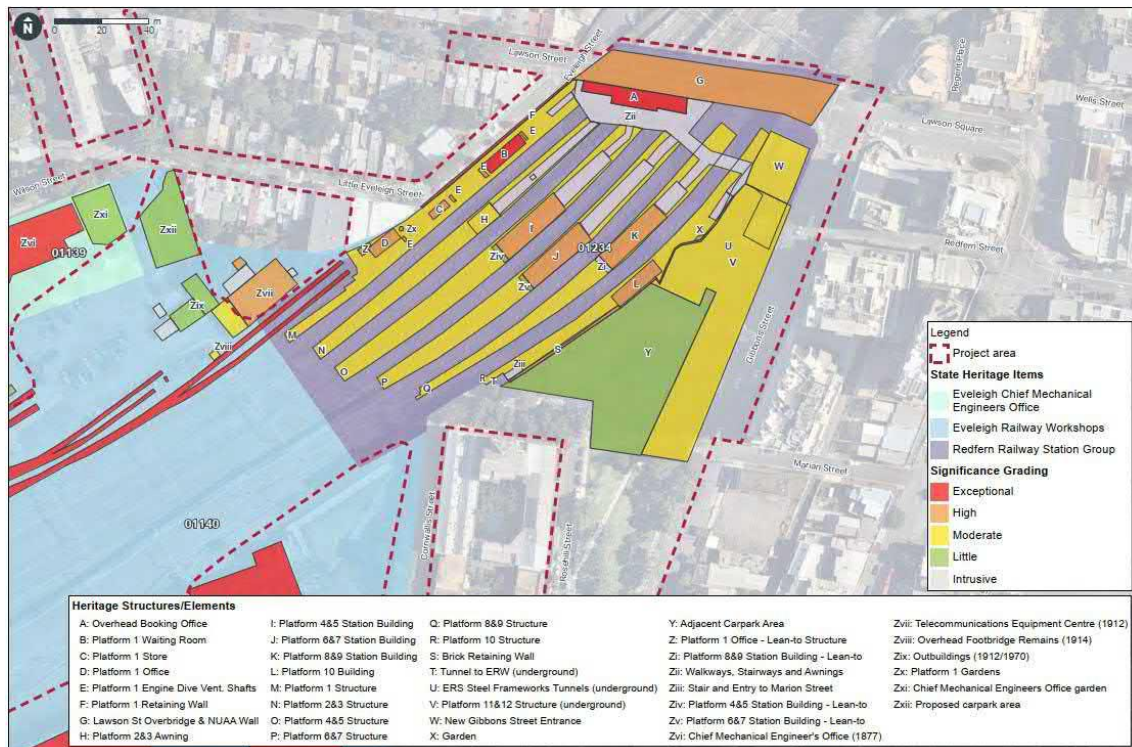 N
0 20 40
m
Lawson Street
Eveleigh Street
Regent Place
Wells Street
G
A
Zii
F
E
B
E
Lawson Square
W
Wilson Street
Little Eveleigh Street
E
C
Zxi
Zxii
Zvi
01139
Zx
Z
D
E
H
I
01234
K
X
U
V
Redfern Street
Ziv
J
Zi
Zvii
Zix
Zv
L
Gibbons Street
M
Zviii
N
O
P
Q
R
T
Ziii
S
Y
Marian Street
01140
Cornwallis Street
Rosehill Street
Legend
Project area
State Heritage Items
Eveleigh Chief Mechanical
Engineers Office
Eveleigh Railway Workshops
Redfern Railway Station Group
Significance Grading
Exceptional
High
Moderate
Little
Intrusive
Heritage Structures/Elements
A: Overhead Booking Office
B: Platform 1 Waiting Room
C: Platform 1 Store
D: Platform 1 Office
E: Platform 1 Engine Dive Vent. Shafts
F: Platform 1 Retaining Wall
G: Lawson St Overbridge & NUAA Wall
H: Platform 2&3 Awning
I: Platform 4&5 Station Building
J: Platform 6&7 Station Building
K: Platform 8&9 Station Building
L: Platform 10 Building
M: Platform 1 Structure
N: Platform 2&3 Structure
O: Platform 4&5 Structure
P: Platform 6&7 Structure
Q: Platform 8&9 Structure
R: Platform 10 Structure
S: Brick Retaining Wall
T: Tunnel to ERW (underground)
U: ERS Steel Frameworks Tunnels (underground)
V: Platform 11&12 Structure (underground)
W: New Gibbons Street Entrance
X: Garden
Y: Adjacent Carpark Area
Z: Platform 1 Office - Lean-to Structure
Zi: Platform 8&9 Station Building - Lean-to
Zii: Walkways, Stairways and Awnings
Ziii: Stair and Entry to Marion Street
Ziv: Platform 4&5 Station Building - Lean-to
Zv: Platform 6&7 Station Building - Lean-to
Zvi: Chief Mechanical Engineer's Office (1877)
Zvii: Telecommunications Equipment Centre (1912)
Zviii: Overhead Footbridge Remains (1914)
Zix: Outbuildings (1912/1970)
Zx: Platform 1 Gardens
Zxi: Chief Mechanical Engineers Office garden
Zxii: Proposed carpark area